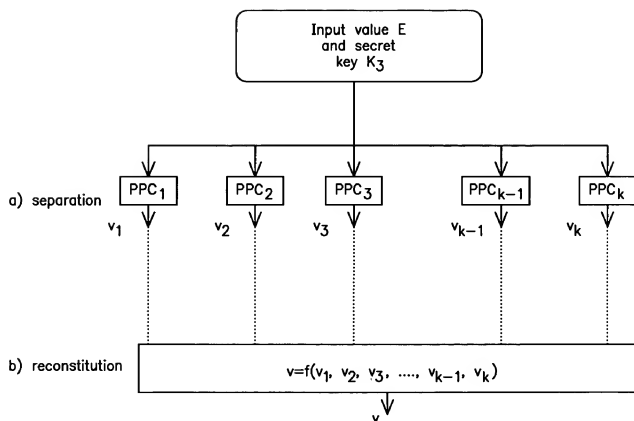 Input value E
and secret
key K3
a) separation
PPC1 PPC2 PPC3 PPCk-1 PPCk
v1 v2 v3 vk-1 vk
b) reconstitution
v=f(v1, v2, v3, ...., vk-1, vk)
v